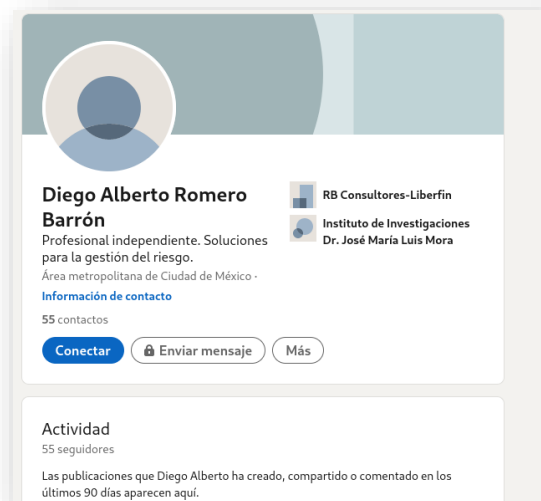 Diego Alberto Romero
Barrón
Profesional independiente. Soluciones
para la gestión del riesgo.
Área metropolitana de Ciudad de México ·
Información de contacto
55 contactos
Conectar
Enviar mensaje
Más
RB Consultores-Liberfin
Instituto de Investigaciones
Dr. José María Luis Mora
Actividad
55 seguidores
Las publicaciones que Diego Alberto ha creado, compartido o comentado en los
últimos 90 días aparecen aquí.